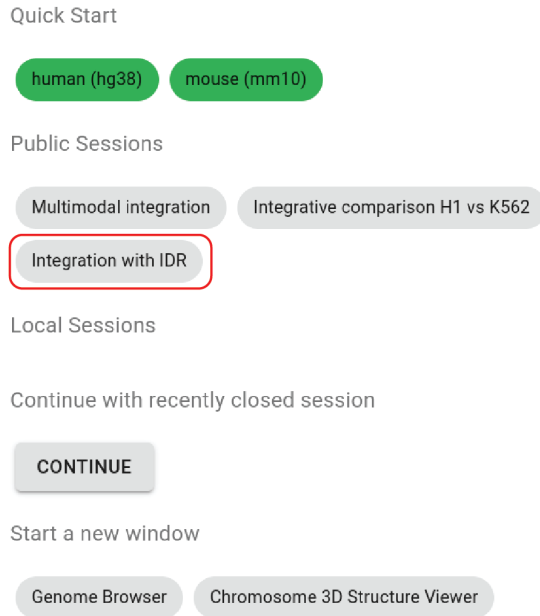 Quick Start
human (hg38) mouse (mm10)
Public Sessions
Multimodal integration Integrative comparison H1 vs K562
Integration with IDR
Local Sessions
Continue with recently closed session
CONTINUE
Start a new window
Genome Browser Chromosome 3D Structure Viewer